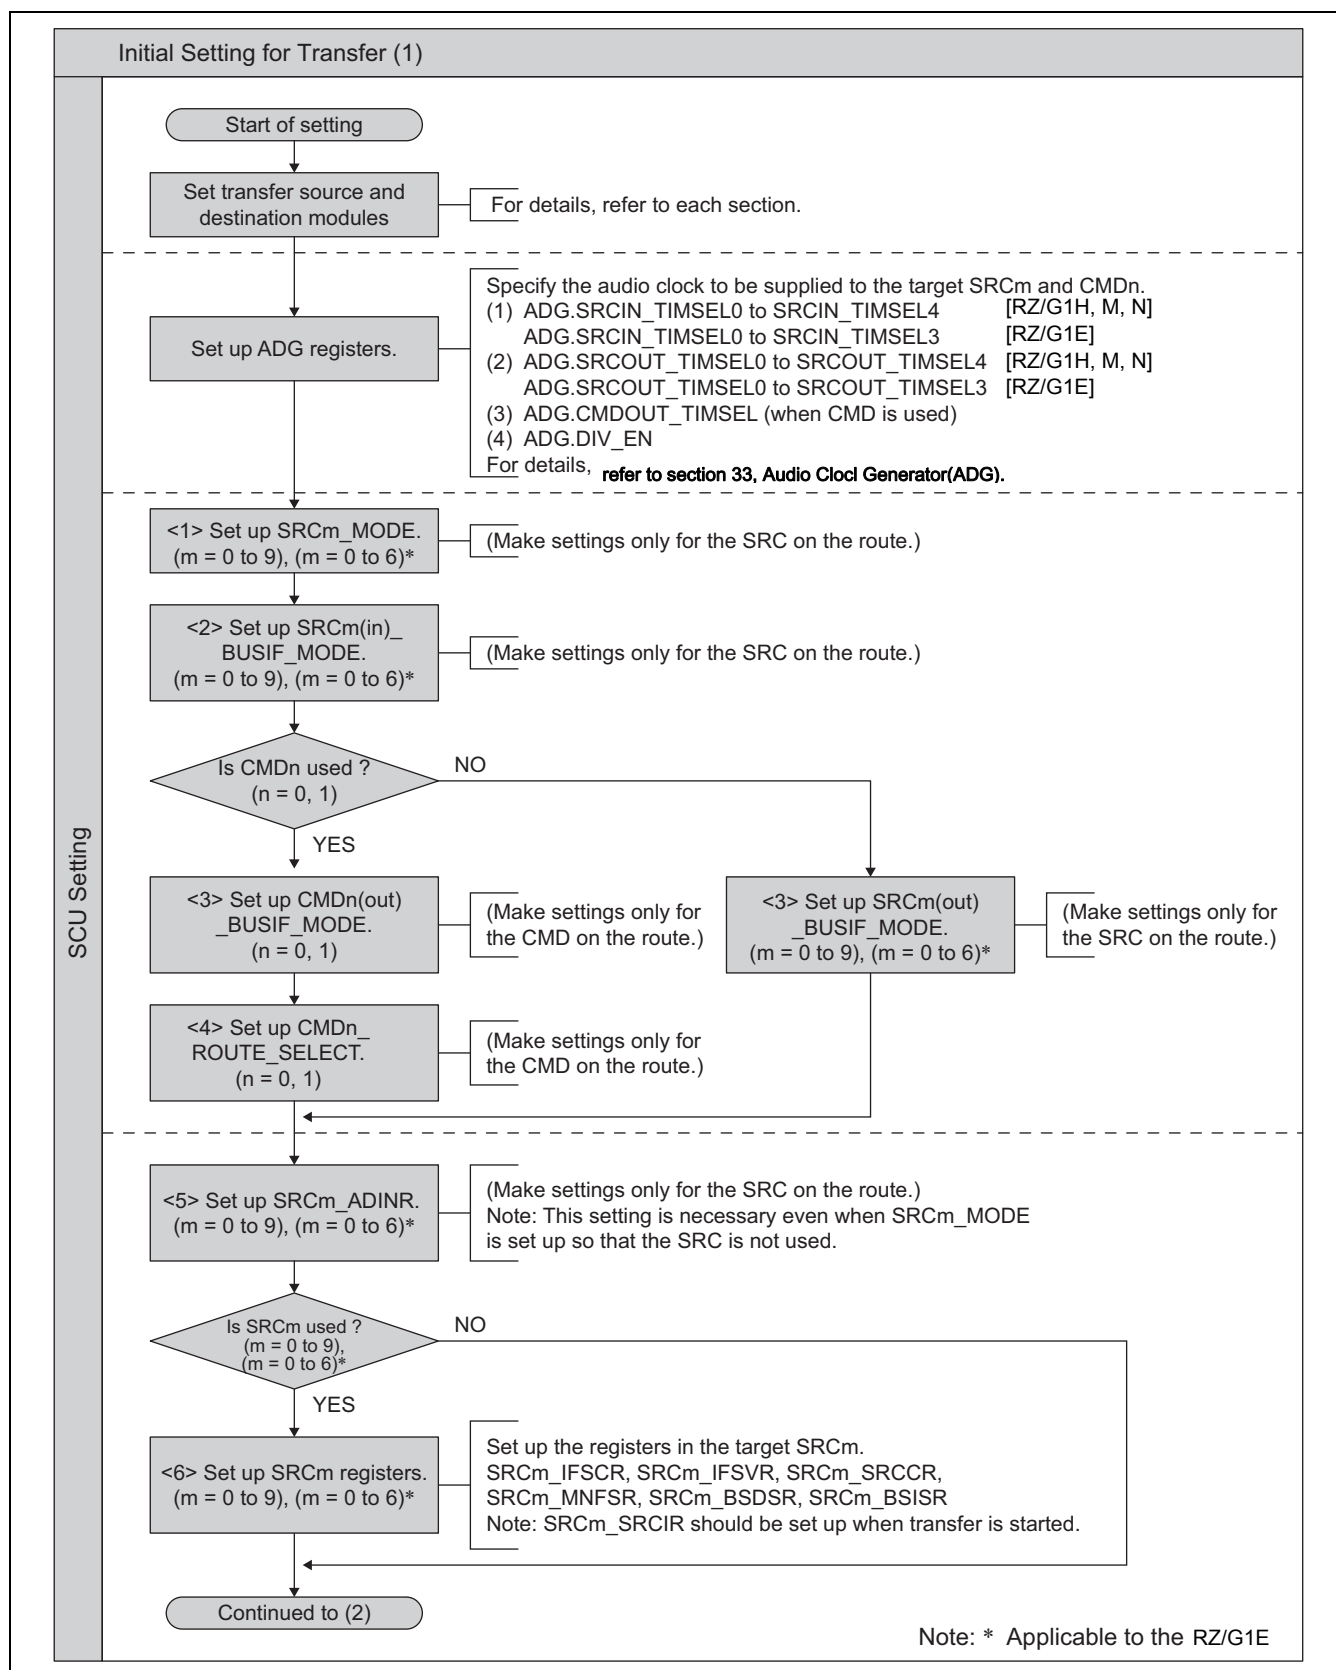 Initial Setting for Transfer (1)
SCU Setting
Start of setting
Set transfer source and
destination modules
For details, refer to each section.
Set up ADG registers.
Specify the audio clock to be supplied to the target SRCm and CMDn.
(1) ADG.SRCIN_TIMSEL0 to SRCIN_TIMSEL4 [RZ/G1H, M, N]
ADG.SRCIN_TIMSEL0 to SRCIN_TIMSEL3 [RZ/G1E]
(2) ADG.SRCOUT_TIMSEL0 to SRCOUT_TIMSEL4 [RZ/G1H, M, N]
ADG.SRCOUT_TIMSEL0 to SRCOUT_TIMSEL3 [RZ/G1E]
(3) ADG.CMDOUT_TIMSEL (when CMD is used)
(4) ADG.DIV_EN
For details, refer to section 33, Audio Clocl Generator(ADG).
<1> Set up SRCm_MODE.
(m = 0 to 9), (m = 0 to 6)*
(Make settings only for the SRC on the route.)
<2> Set up SRCm(in)_
BUSIF_MODE.
(m = 0 to 9), (m = 0 to 6)*
(Make settings only for the SRC on the route.)
Is CMDn used ?
(n = 0, 1)
NO
YES
<3> Set up CMDn(out)
_BUSIF_MODE.
(n = 0, 1)
(Make settings only for
the CMD on the route.)
<3> Set up SRCm(out)
_BUSIF_MODE.
(m = 0 to 9), (m = 0 to 6)*
(Make settings only for
the SRC on the route.)
<4> Set up CMDn_
ROUTE_SELECT.
(n = 0, 1)
(Make settings only for
the CMD on the route.)
<5> Set up SRCm_ADINR.
(m = 0 to 9), (m = 0 to 6)*
(Make settings only for the SRC on the route.)
Note: This setting is necessary even when SRCm_MODE
is set up so that the SRC is not used.
Is SRCm used ?
(m = 0 to 9),
(m = 0 to 6)*
NO
YES
<6> Set up SRCm registers.
(m = 0 to 9), (m = 0 to 6)*
Set up the registers in the target SRCm.
SRCm_IFSCR, SRCm_IFSVR, SRCm_SRCCR,
SRCm_MNFSR, SRCm_BSDSR, SRCm_BSISR
Note: SRCm_SRCIR should be set up when transfer is started.
Continued to (2)
Note: * Applicable to the RZ/G1E